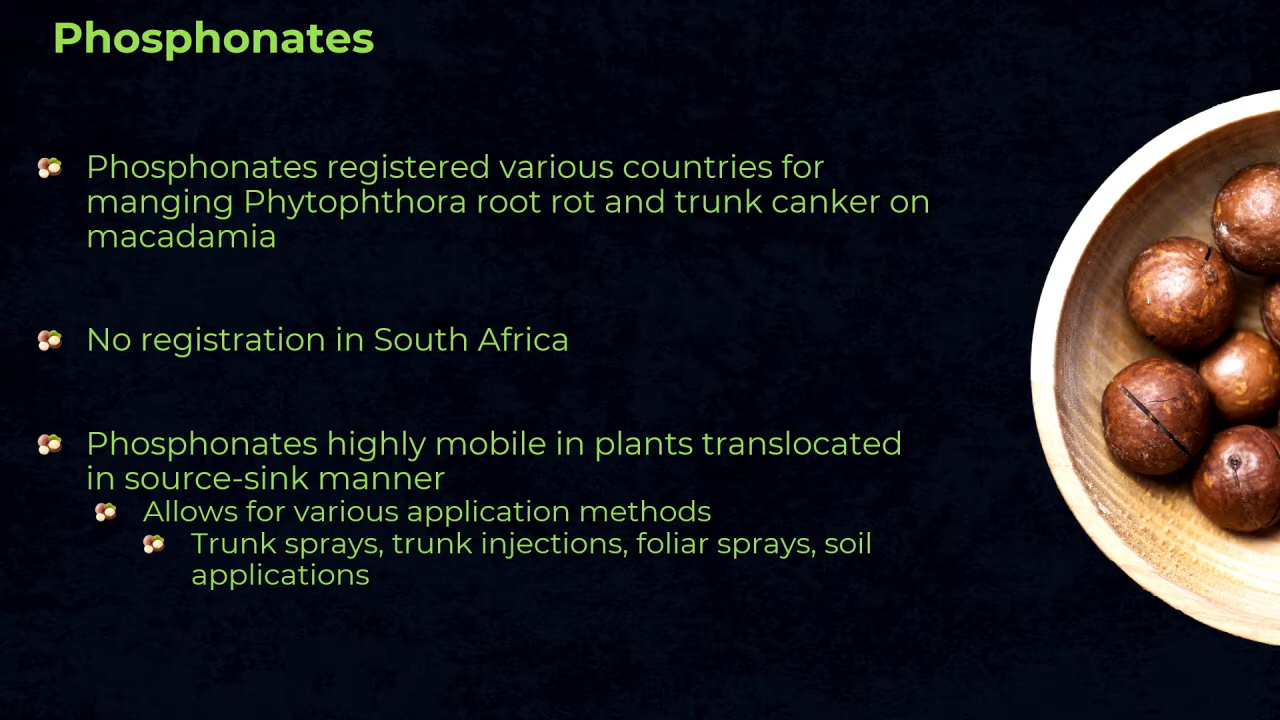 Phosphonates
Phosphonates registered various countries for
manging Phytophthora root rot and trunk canker on
macadamia
No registration in South Africa
Phosphonates highly mobile in plants translocated
in source-sink manner
Allows for various application methods
Trunk sprays, trunk injections, foliar sprays, soil
applications